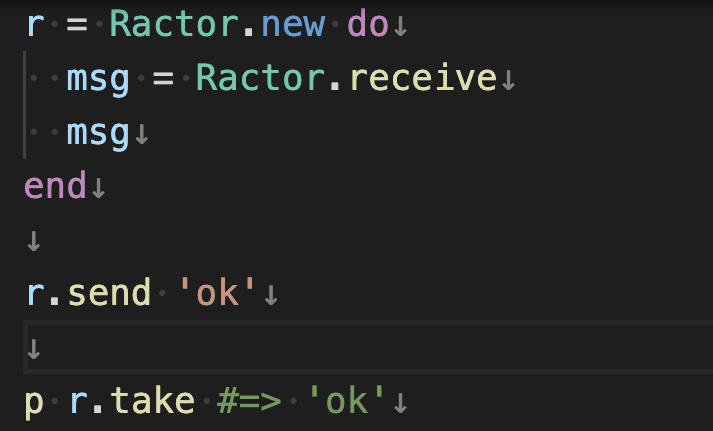 r = Ractor.new do↓
  msg = Ractor.receive↓
  msg↓
end↓
↓
r.send 'ok'↓
↓
p r.take #=> 'ok'↓